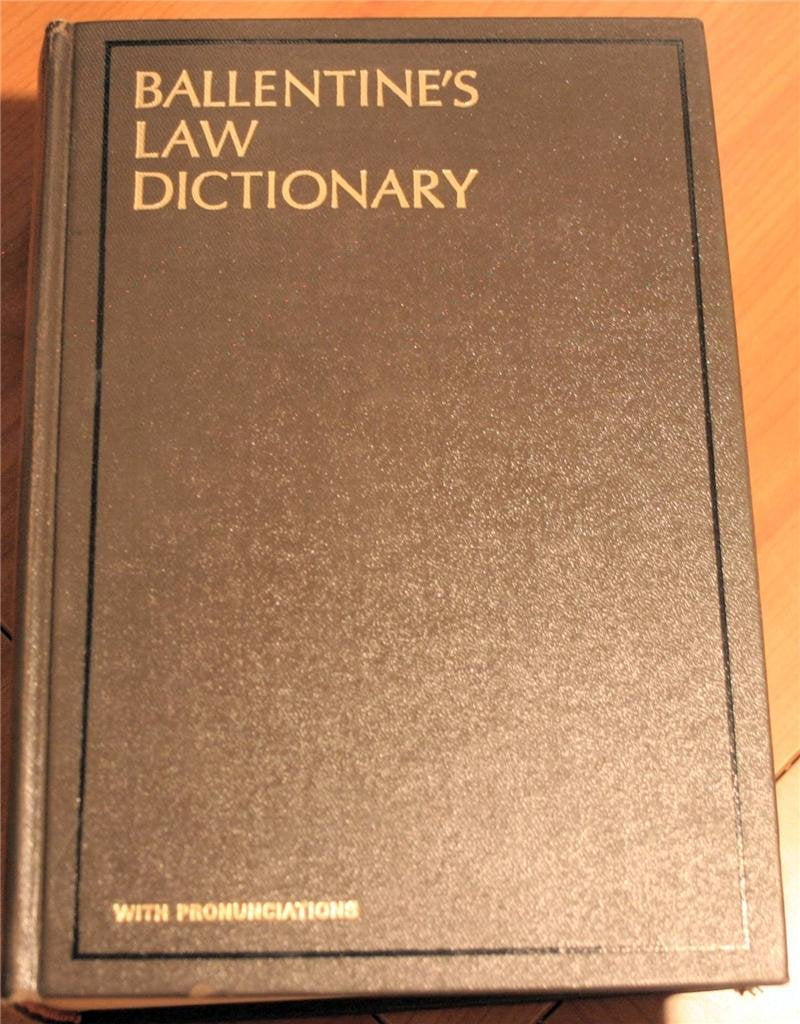 BALLENTINE'S
LAW
DICTIONARY
WITH PRONUNCIATIONS